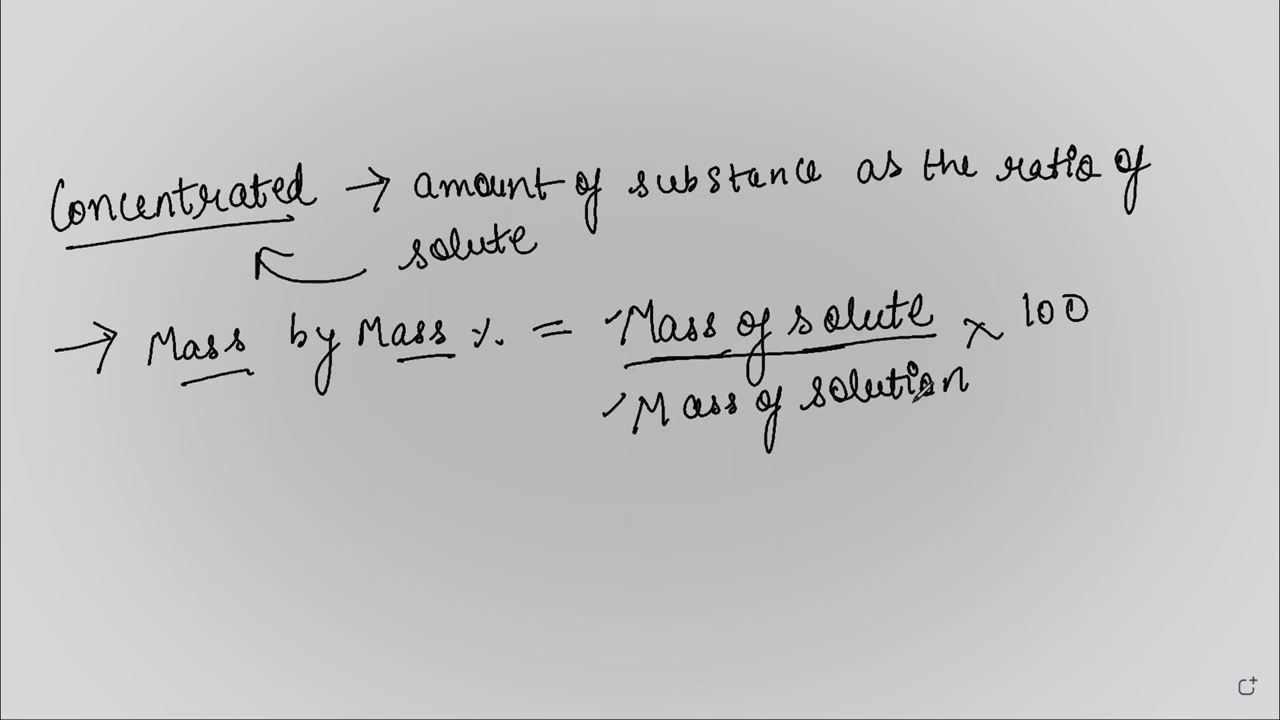 Concentrated → amount of substance as the ratio of
solute
→ Mass by Mass % = Mass of solute × 100
Mass of solution